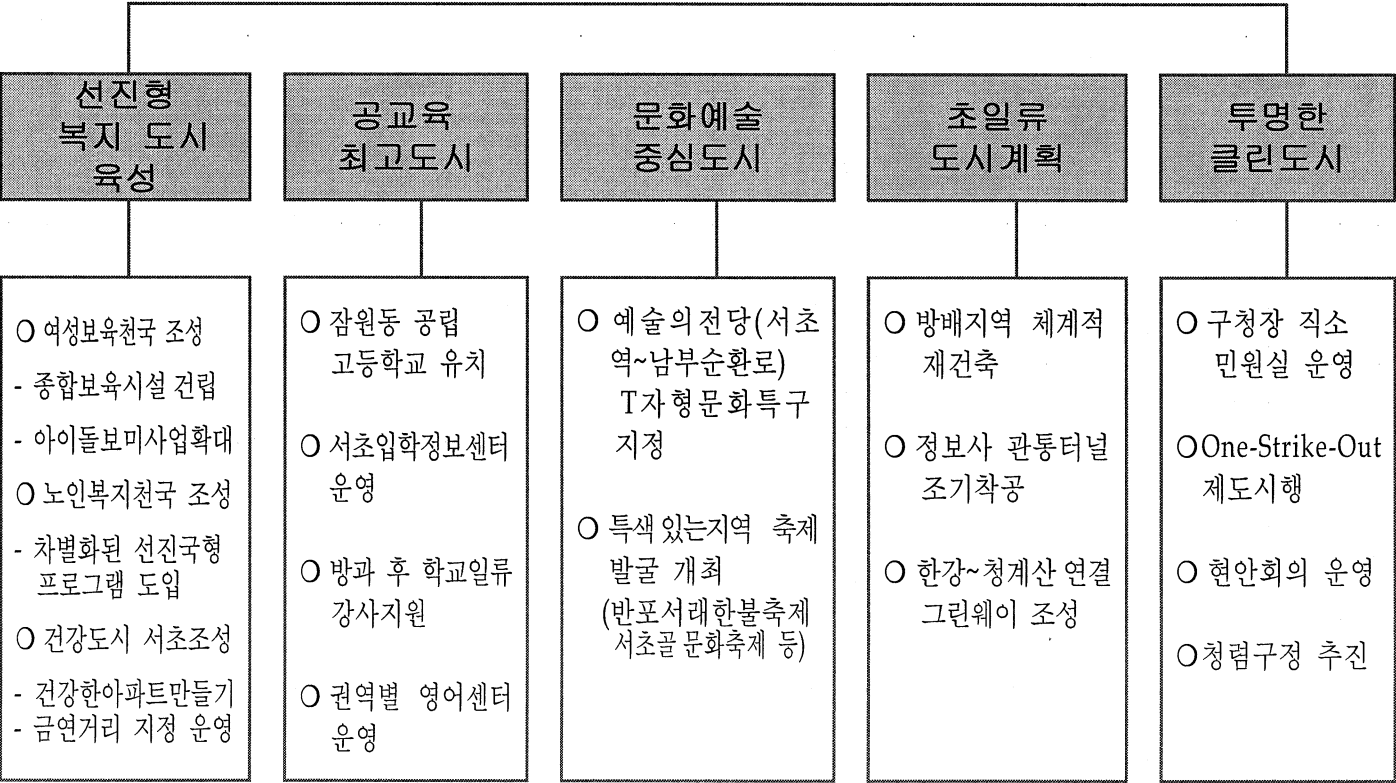 선진형
복지 도시
육성
○ 여성보육천국 조성
- 종합보육시설 건립
- 아이돌보미사업확대
○ 노인복지천국 조성
- 차별화된 선진국형
프로그램 도입
○ 건강도시 서초조성
- 건강한아파트만들기
- 금연거리 지정 운영
공교육
최고도시
○ 잠원동 공립
고등학교 유치
○ 서초입학정보센터
운영
○ 방과 후 학교일류
강사지원
○ 권역별 영어센터
운영
문화예술
중심도시
○ 예술의전당(서초
역~남부순환로)
T자형문화특구
지정
○ 특색 있는지역 축제
발굴 개최
(반포서래한불축제
서초골 문화축제 등)
초일류
도시계획
○ 방배지역 체계적
재건축
○ 정보사 관통터널
조기착공
○ 한강~청계산 연결
그린웨이 조성
투명한
클린도시
○ 구청장 직소
민원실 운영
○One-Strike-Out
제도시행
○ 현안회의 운영
○청렴구정 추진